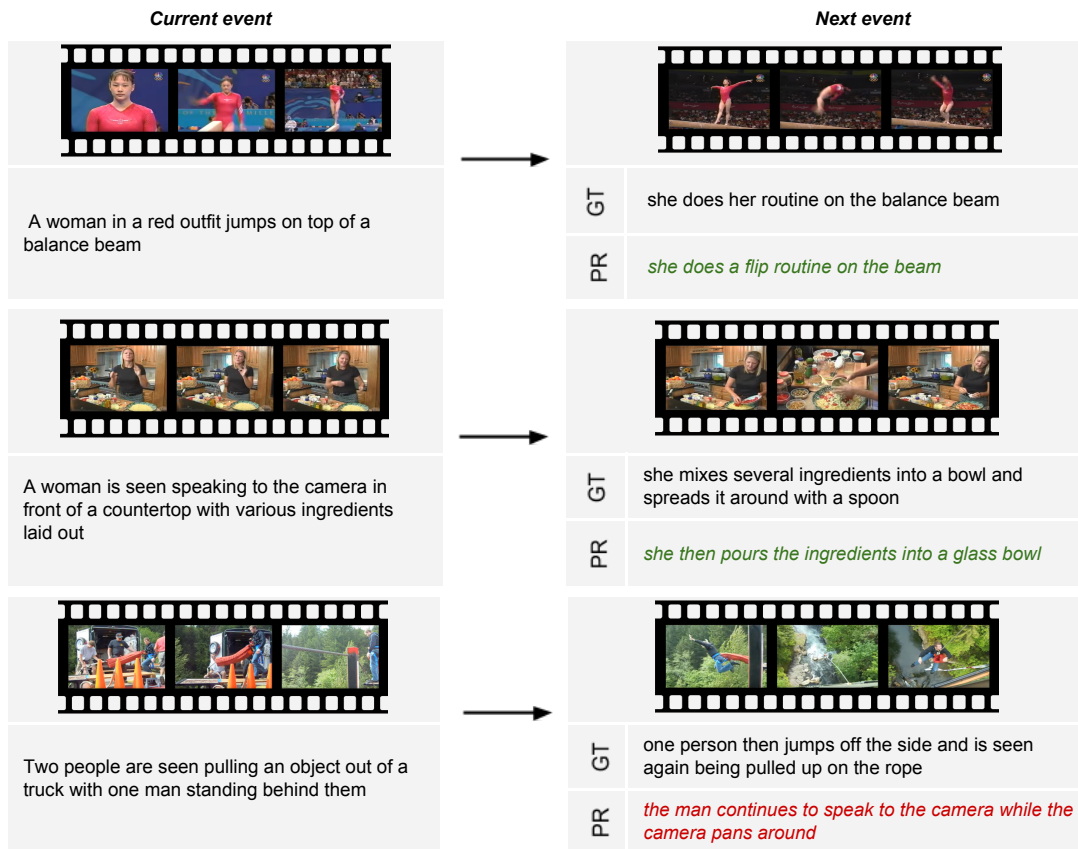 Current event
Next event
A woman in a red outfit jumps on top of a
balance beam
GT
she does her routine on the balance beam
PR
she does a flip routine on the beam
A woman is seen speaking to the camera in
front of a countertop with various ingredients
laid out
GT
she mixes several ingredients into a bowl and
spreads it around with a spoon
PR
she then pours the ingredients into a glass bowl
Two people are seen pulling an object out of a
truck with one man standing behind them
GT
one person then jumps off the side and is seen
again being pulled up on the rope
PR
the man continues to speak to the camera while the
camera pans around